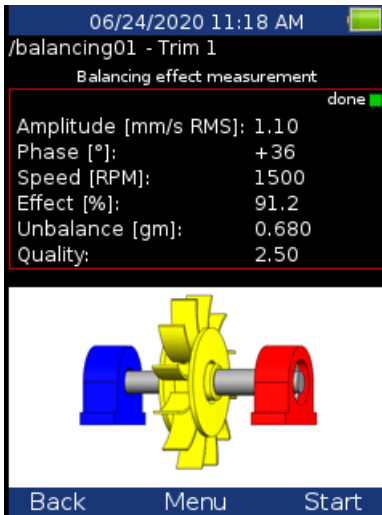 06/24/2020 11:18 AM
/balancing01 - Trim 1
Balancing effect measurement
done
Amplitude [mm/s RMS]: 1.10
Phase [°]: +36
Speed [RPM]: 1500
Effect [%]: 91.2
Unbalance [gm]: 0.680
Quality: 2.50
Back Menu Start